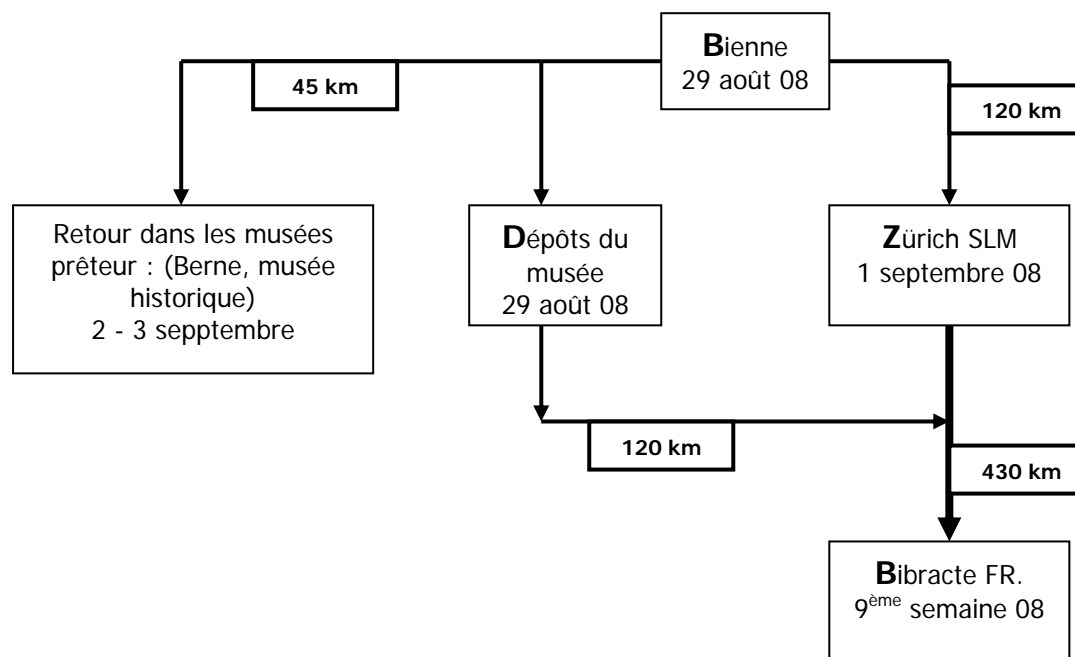 Bienne
29 août 08
45 km
120 km
Retour dans les musées
prêteur : (Berne, musée
historique)
2 - 3 sepptembre
Dépôts du
musée
29 août 08
Zürich SLM
1 septembre 08
120 km
430 km
Bibracte FR.
9ème semaine 08